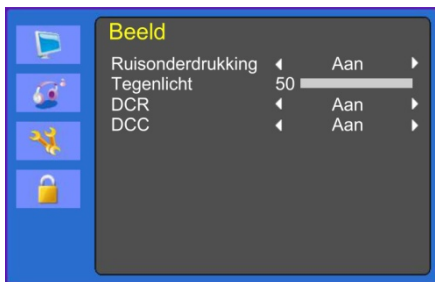 Beeld
Ruisonderdrukking Aan
Tegenlicht 50
DCR Aan
DCC Aan